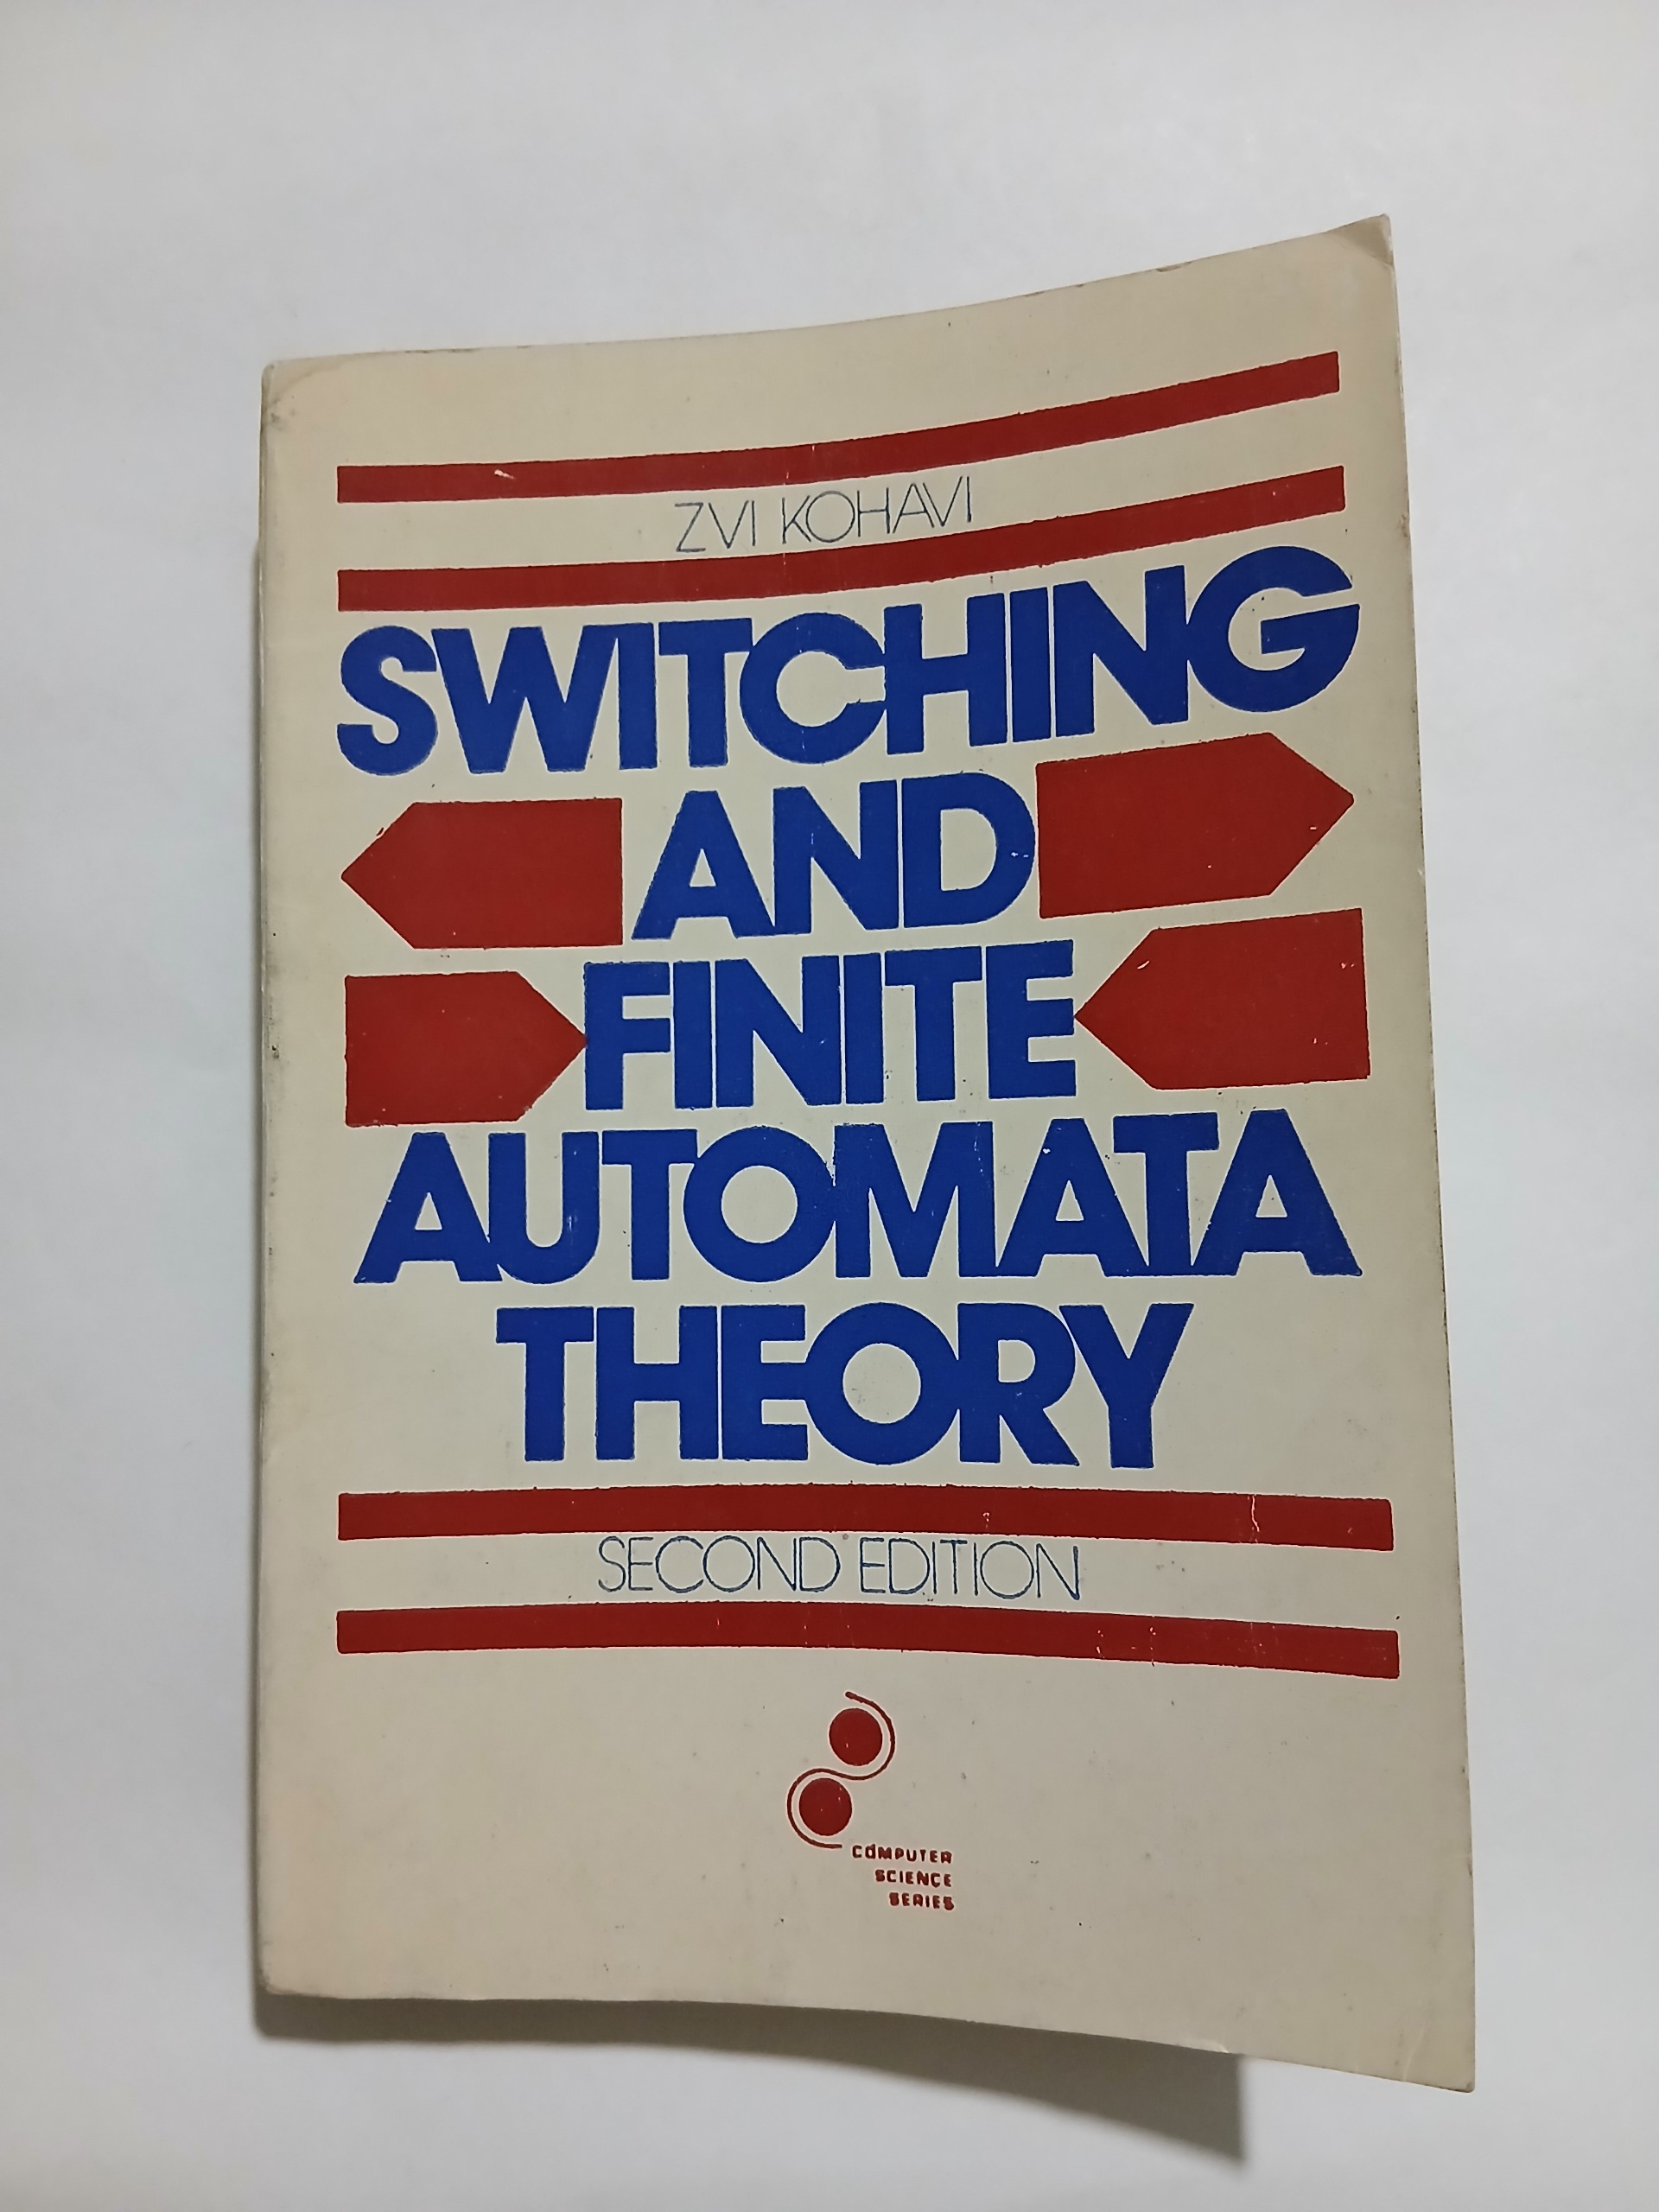 ZVI KOHAVI
SWITCHING
AND
FINITE
AUTOMATA
THEORY
SECOND EDITION
COMPUTER
SCIENCE
SERIES